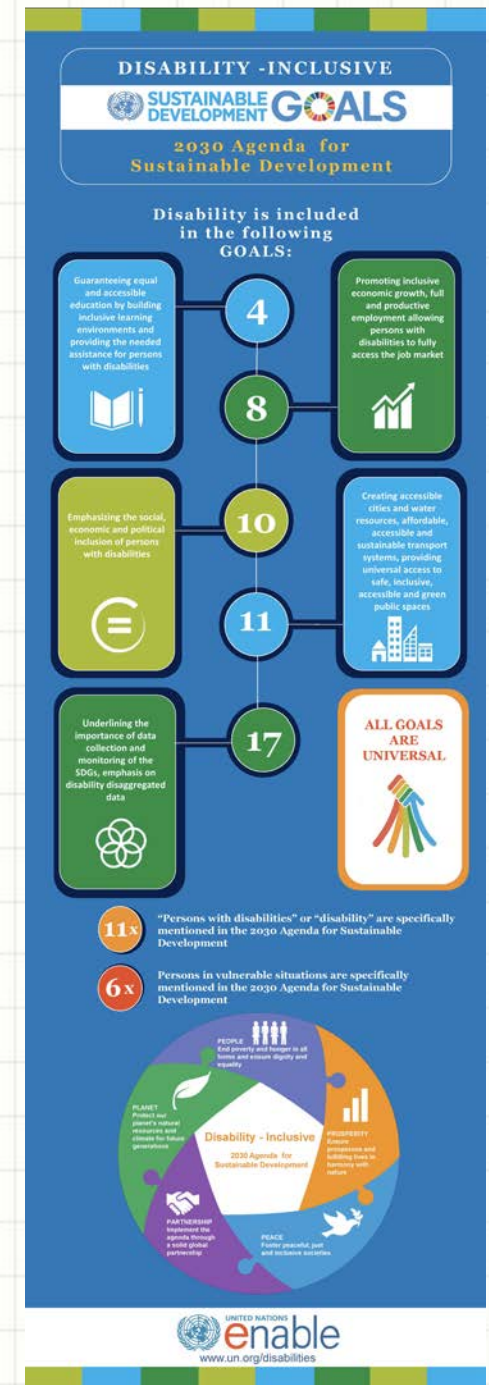 DISABILITY -INCLUSIVE
SUSTAINABLE
DEVELOPMENT
GOALS
2030 Agenda for
Sustainable Development
Disability is included
in the following
GOALS:
Guaranteeing equal
and accessible
education by building
inclusive learning
environments and
providing the needed
assistance for persons
with disabilities
4
Promoting inclusive
economic growth, full
and productive
employment allowing
persons with
disabilities to fully
access the job market
8
Emphasizing the social,
economic and political
inclusion of persons
with disabilities
10
Creating accessible
cities and water
resources, affordable,
accessible and
sustainable transport
systems, providing
universal access to
safe, inclusive,
accessible and green
public spaces
11
Underlining the
importance of data
collection and
monitoring of the
SDGs, emphasis on
disability disaggregated
data
17
ALL GOALS
ARE
UNIVERSAL
11x
“Persons with disabilities” or “disability” are specifically
mentioned in the 2030 Agenda for Sustainable
Development
6x
Persons in vulnerable situations are specifically
mentioned in the 2030 Agenda for Sustainable
Development
PEOPLE
End poverty and hunger in all
forms and ensure dignity and
equality
PLANET
Protect our
planet's natural
resources and
climate for future
generations
PROSPERITY
Ensure
prosperous and
fulfilling lives in
harmony with
nature
Disability - Inclusive
2030 Agenda for
Sustainable Development
PARTNERSHIP
Implement the
agenda through
a solid global
partnership
PEACE
Foster peaceful, just
and inclusive societies
UNITED NATIONS
enable
www.un.org/disabilities